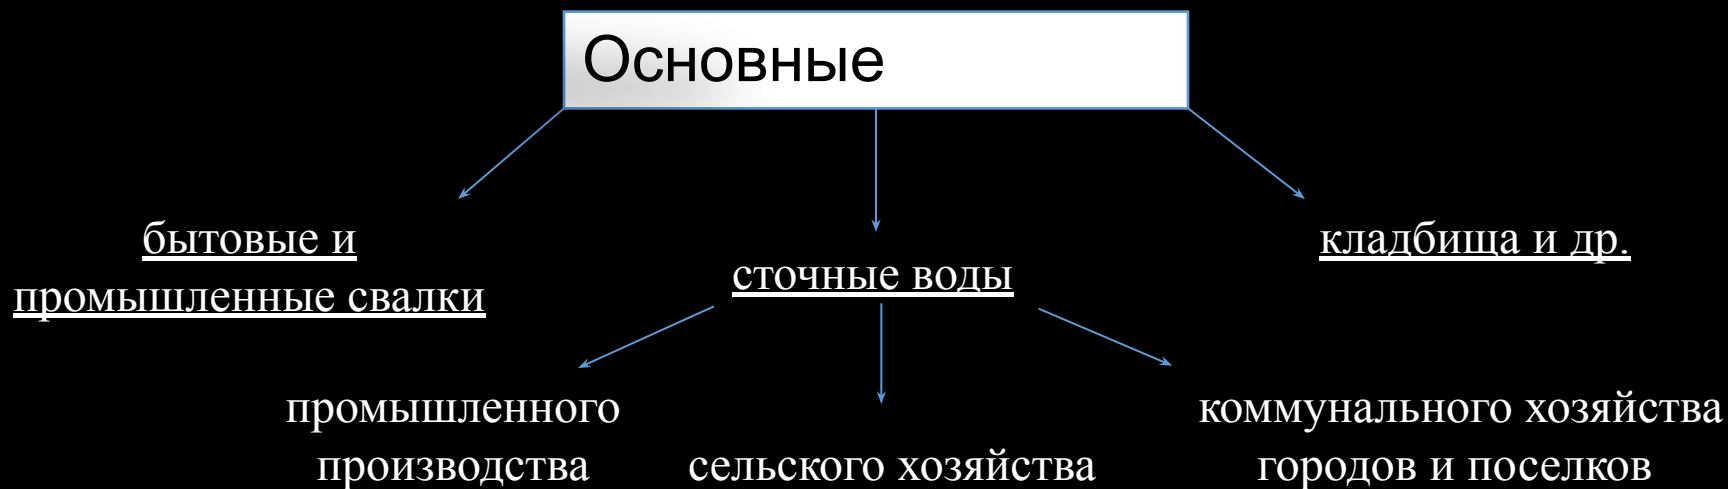 Основные
бытовые и
промышленные свалки
сточные воды
кладбища и др.
промышленного
производства
сельского хозяйства
коммунального хозяйства
городов и поселков